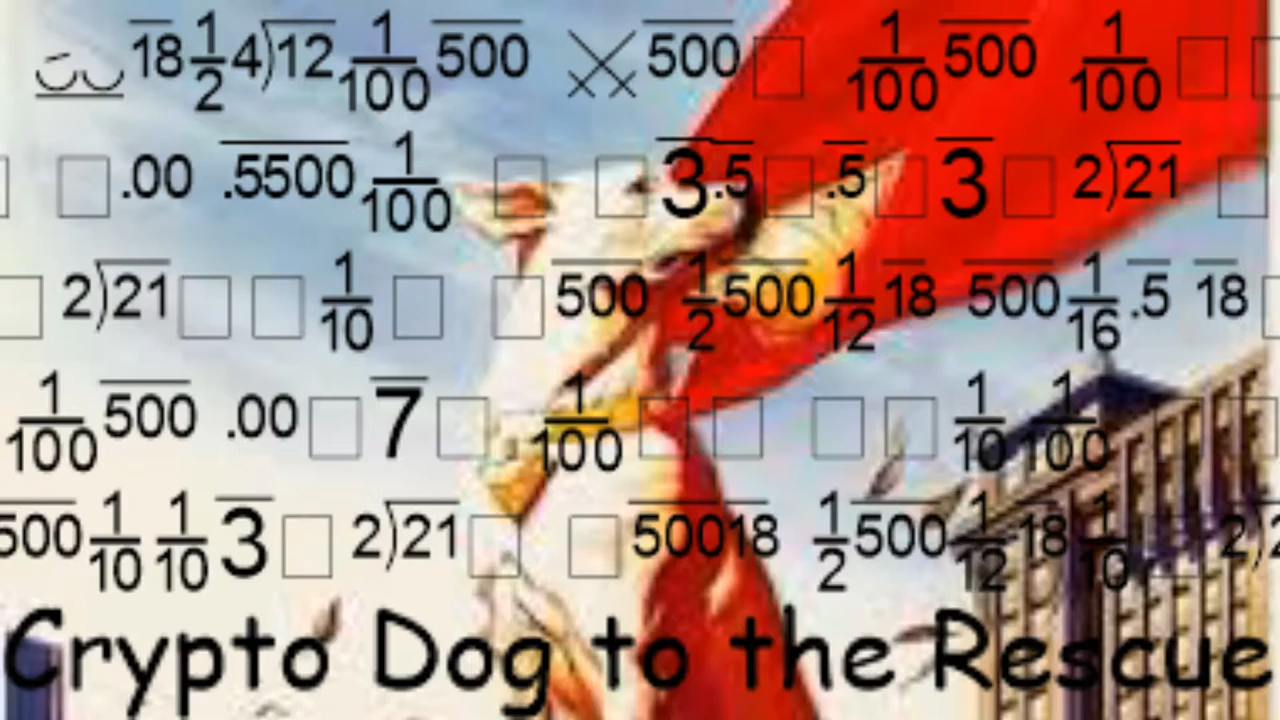 ‾18 1/2 4)12 1/100 ‾500 ‾500 □ 1/100 ‾500 1/100 □ □
□ .00 ‾.5500 1/100 □ □ ‾3 ‾.5 □ ‾.5 □ ‾3 □ 2)21 □
□ 2)21 □ □ 1/10 □ □ ‾500 1/2 ‾500 1/12 ‾18 ‾500 1/16 ‾.5 ‾18 □
1/100 ‾500 .00 □ ‾7 □ 1/100 □ □ □ □ 1/10 1/100 □ □
‾500 1/10 1/10 ‾3 □ 2)21 □ □ ‾50018 1/2 ‾500 1/12 ‾18 1/10 □
Crypto Dog to the Rescue